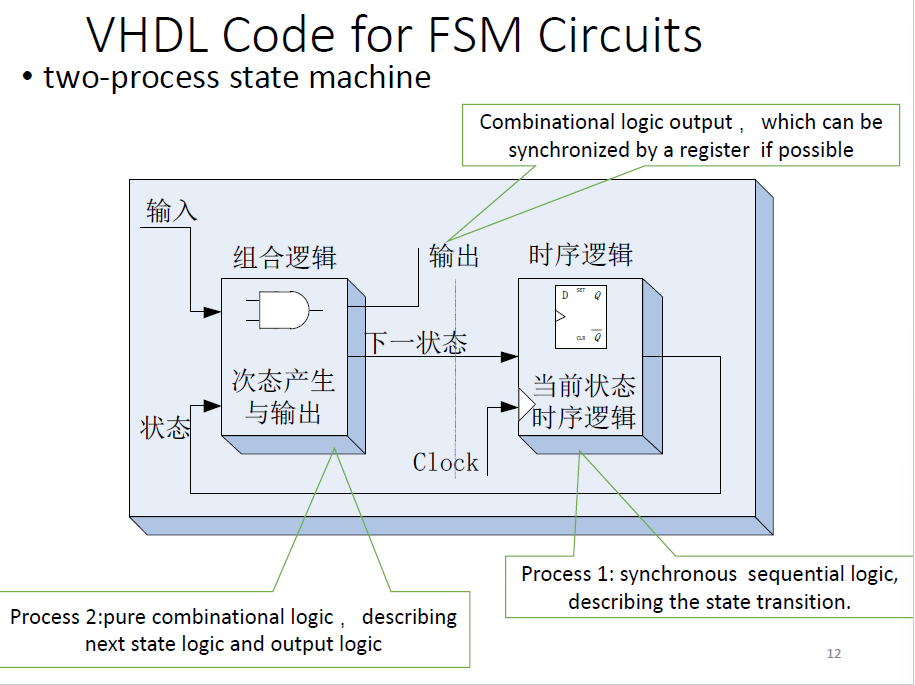 VHDL Code for FSM Circuits
• two-process state machine
Combinational logic output ， which can be
synchronized by a register if possible
输入
组合逻辑
输出
时序逻辑
D SET Q
CLR Q
下一状态
次态产生
与输出
当前状态
时序逻辑
状态
Clock
Process 1: synchronous sequential logic,
describing the state transition.
Process 2:pure combinational logic ， describing
next state logic and output logic
12